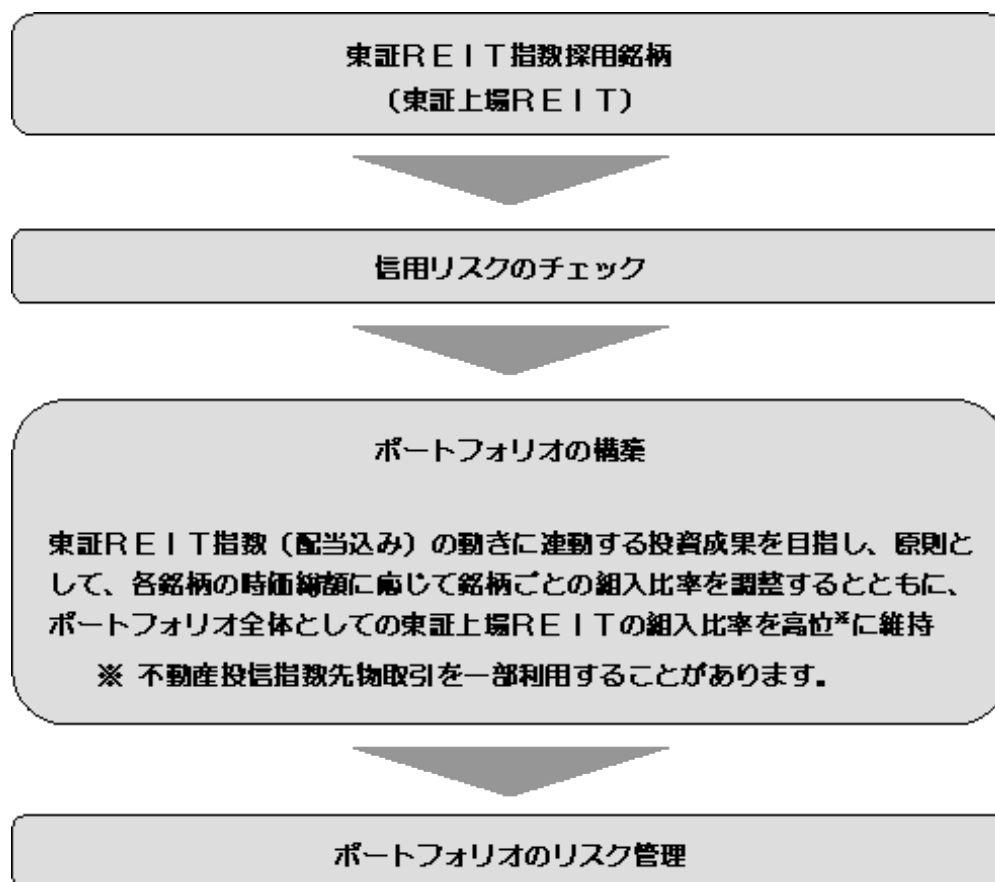 東証REIT指数採用銘柄
(東証上場REIT)
信用リスクのチェック
ポートフォリオの構築
東証REIT指数(配当込み)の動きに連動する投資成果を目指し、原則と
して、各銘柄の時価総額に応じて銘柄ごとの組入比率を調整するとともに、
ポートフォリオ全体としての東証上場REITの組入比率を高位※に維持
※ 不動産投信指数先物取引を一部利用することがあります。
ポートフォリオのリスク管理